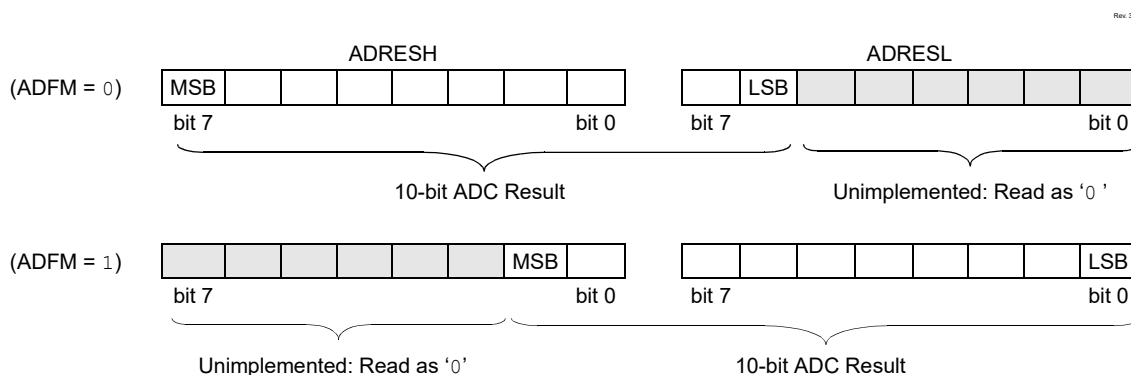 Rev. 3
ADRESH ADRESL
(ADFM = 0) MSB LSB
bit 7 bit 0 bit 7 bit 0
10-bit ADC Result Unimplemented: Read as ‘0 ’
(ADFM = 1) MSB LSB
bit 7 bit 0 bit 7 bit 0
Unimplemented: Read as ‘0’ 10-bit ADC Result